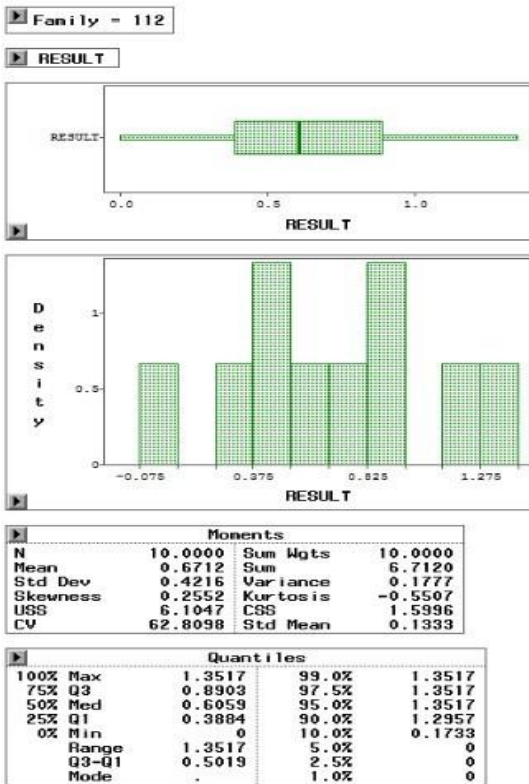 Family = 112
RESULT
RESULT
0.0 0.5 1.0
RESULT
Density
1
0.5
0
-0.075 0.375 0.825 1.275
RESULT
Moments
N 10.0000 Sum Wgts 10.0000
Mean 0.6712 Sum 6.7120
Std Dev 0.4216 Variance 0.1777
Skewness 0.2552 Kurtosis -0.5507
USS 6.1047 CSS 1.5996
CV 62.8098 Std Mean 0.1333
Quantiles
100% Max 1.3517 99.0% 1.3517
75% Q3 0.8903 97.5% 1.3517
50% Med 0.6059 95.0% 1.3517
25% Q1 0.3884 90.0% 1.2957
0% Min 0 10.0% 0.1733
Range 1.3517 5.0% 0
Q3-Q1 0.5019 2.5% 0
Mode . 1.0% 0